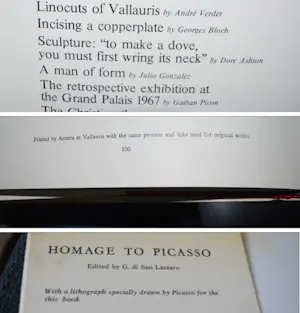 Linocuts of Vallauris by André Verdet
Incising a copperplate by Georges Bloch
Sculpture: “to make a dove,
you must first wring its neck” by Dore Ashton
A man of form by Julio Gonzalez
The retrospective exhibition at
the Grand Palais 1967 by Gaëtan Picon
Printed by Arnéra at Vallauris with the same process and inks used for original works.
HOMAGE TO PICASSO
Edited by G. di San Lazzaro
With a lithograph specially drawn by Picasso for the
this book